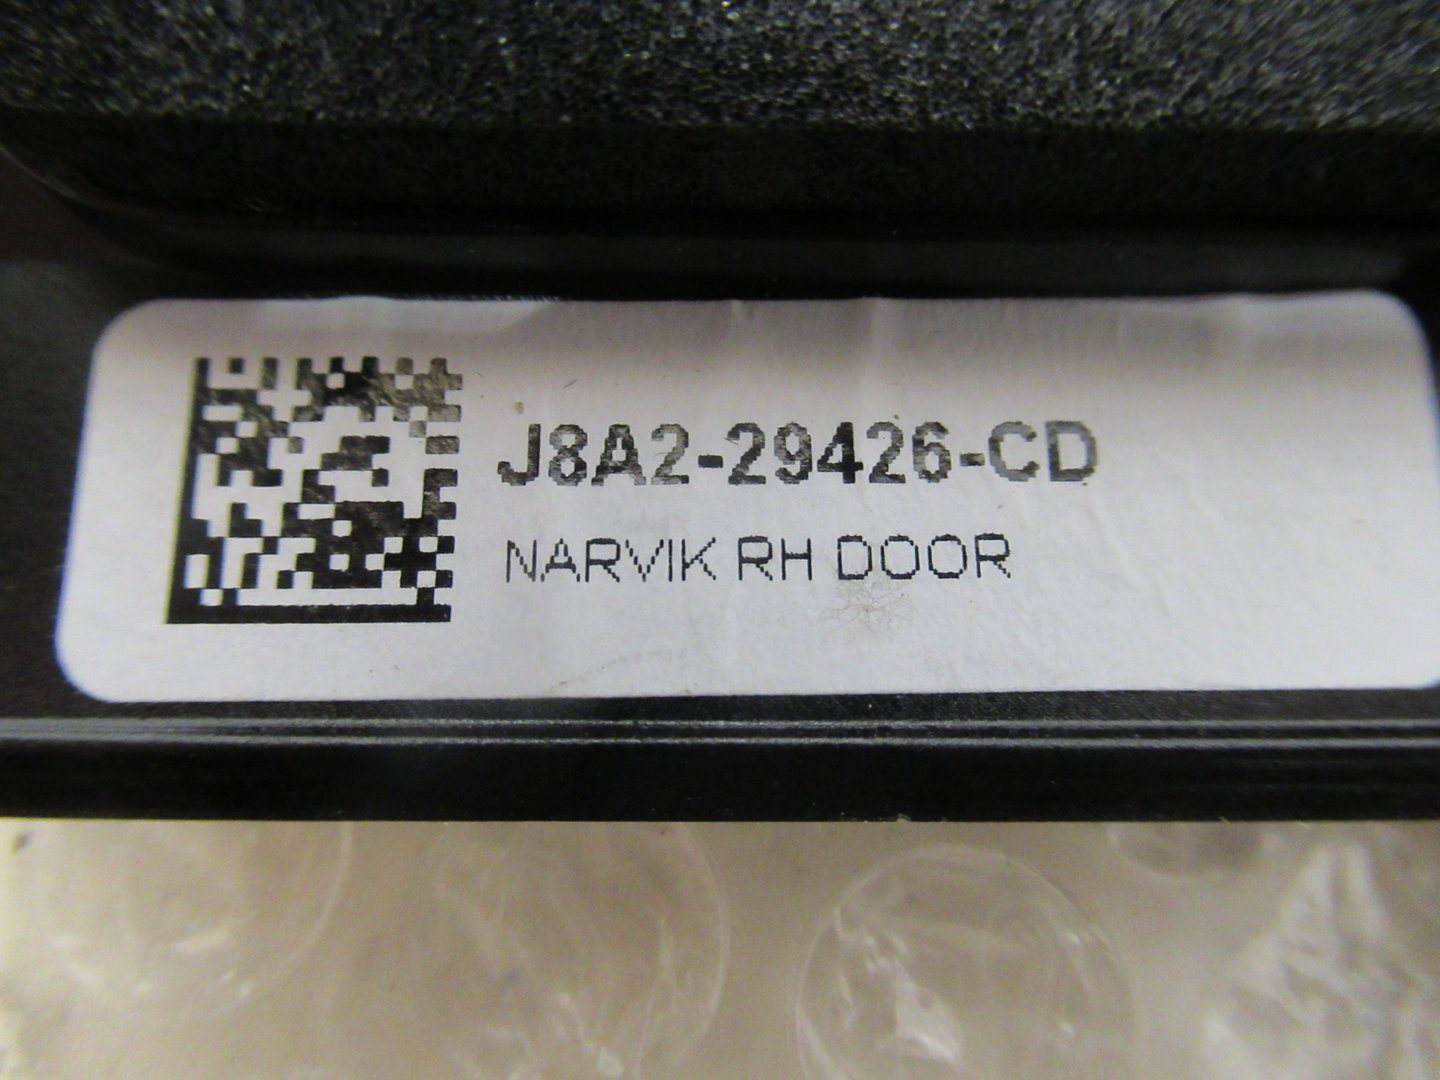 J8A2-29426-CD
NARVIK RH DOOR